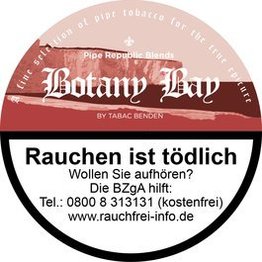 a fine selection of pipe tobacco for the true epicure
Pipe Republic Blends
Botany Bay
BY TABAC BENDEN
Rauchen ist tödlich
Wollen Sie aufhören?
Die BZgA hilft:
Tel.: 0800 8 313131 (kostenfrei)
www.rauchfrei-info.de